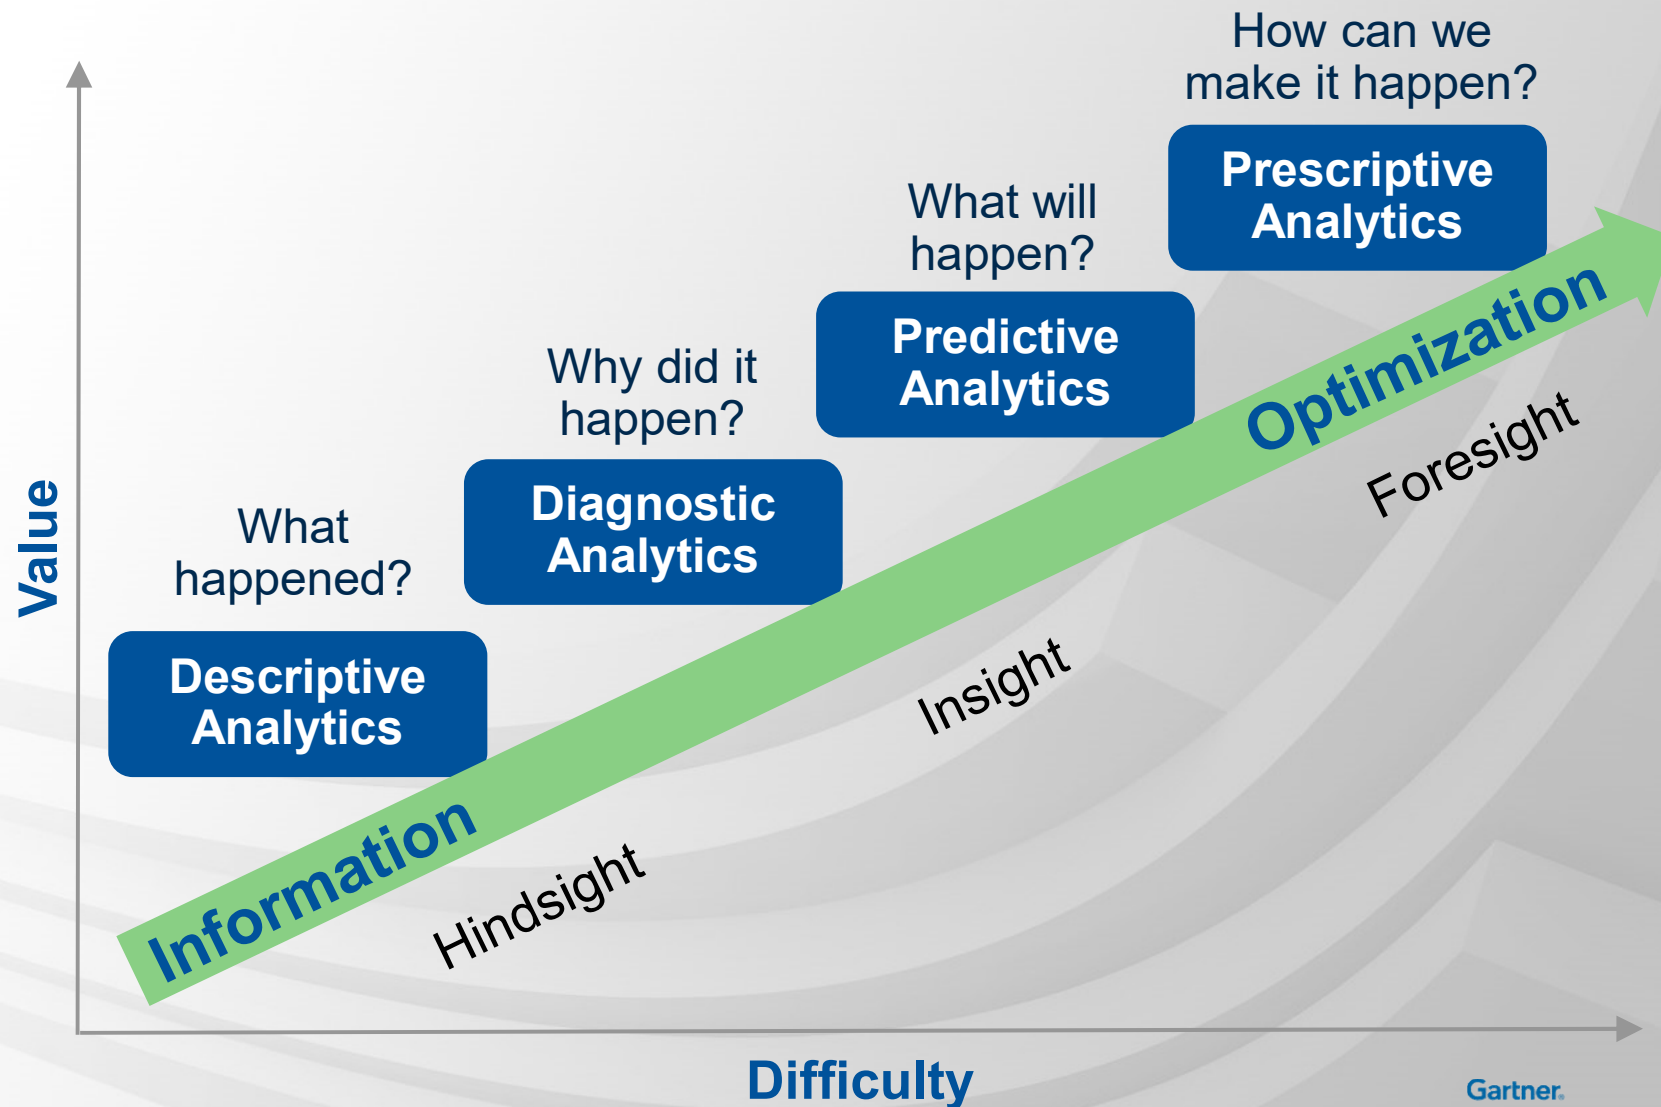 How can we
make it happen?
Prescriptive
Analytics
What will
happen?
Predictive
Analytics
Why did it
happen?
Diagnostic
Analytics
What
happened?
Descriptive
Analytics
Value
Information
Optimization
Hindsight
Insight
Foresight
Difficulty
Gartner.